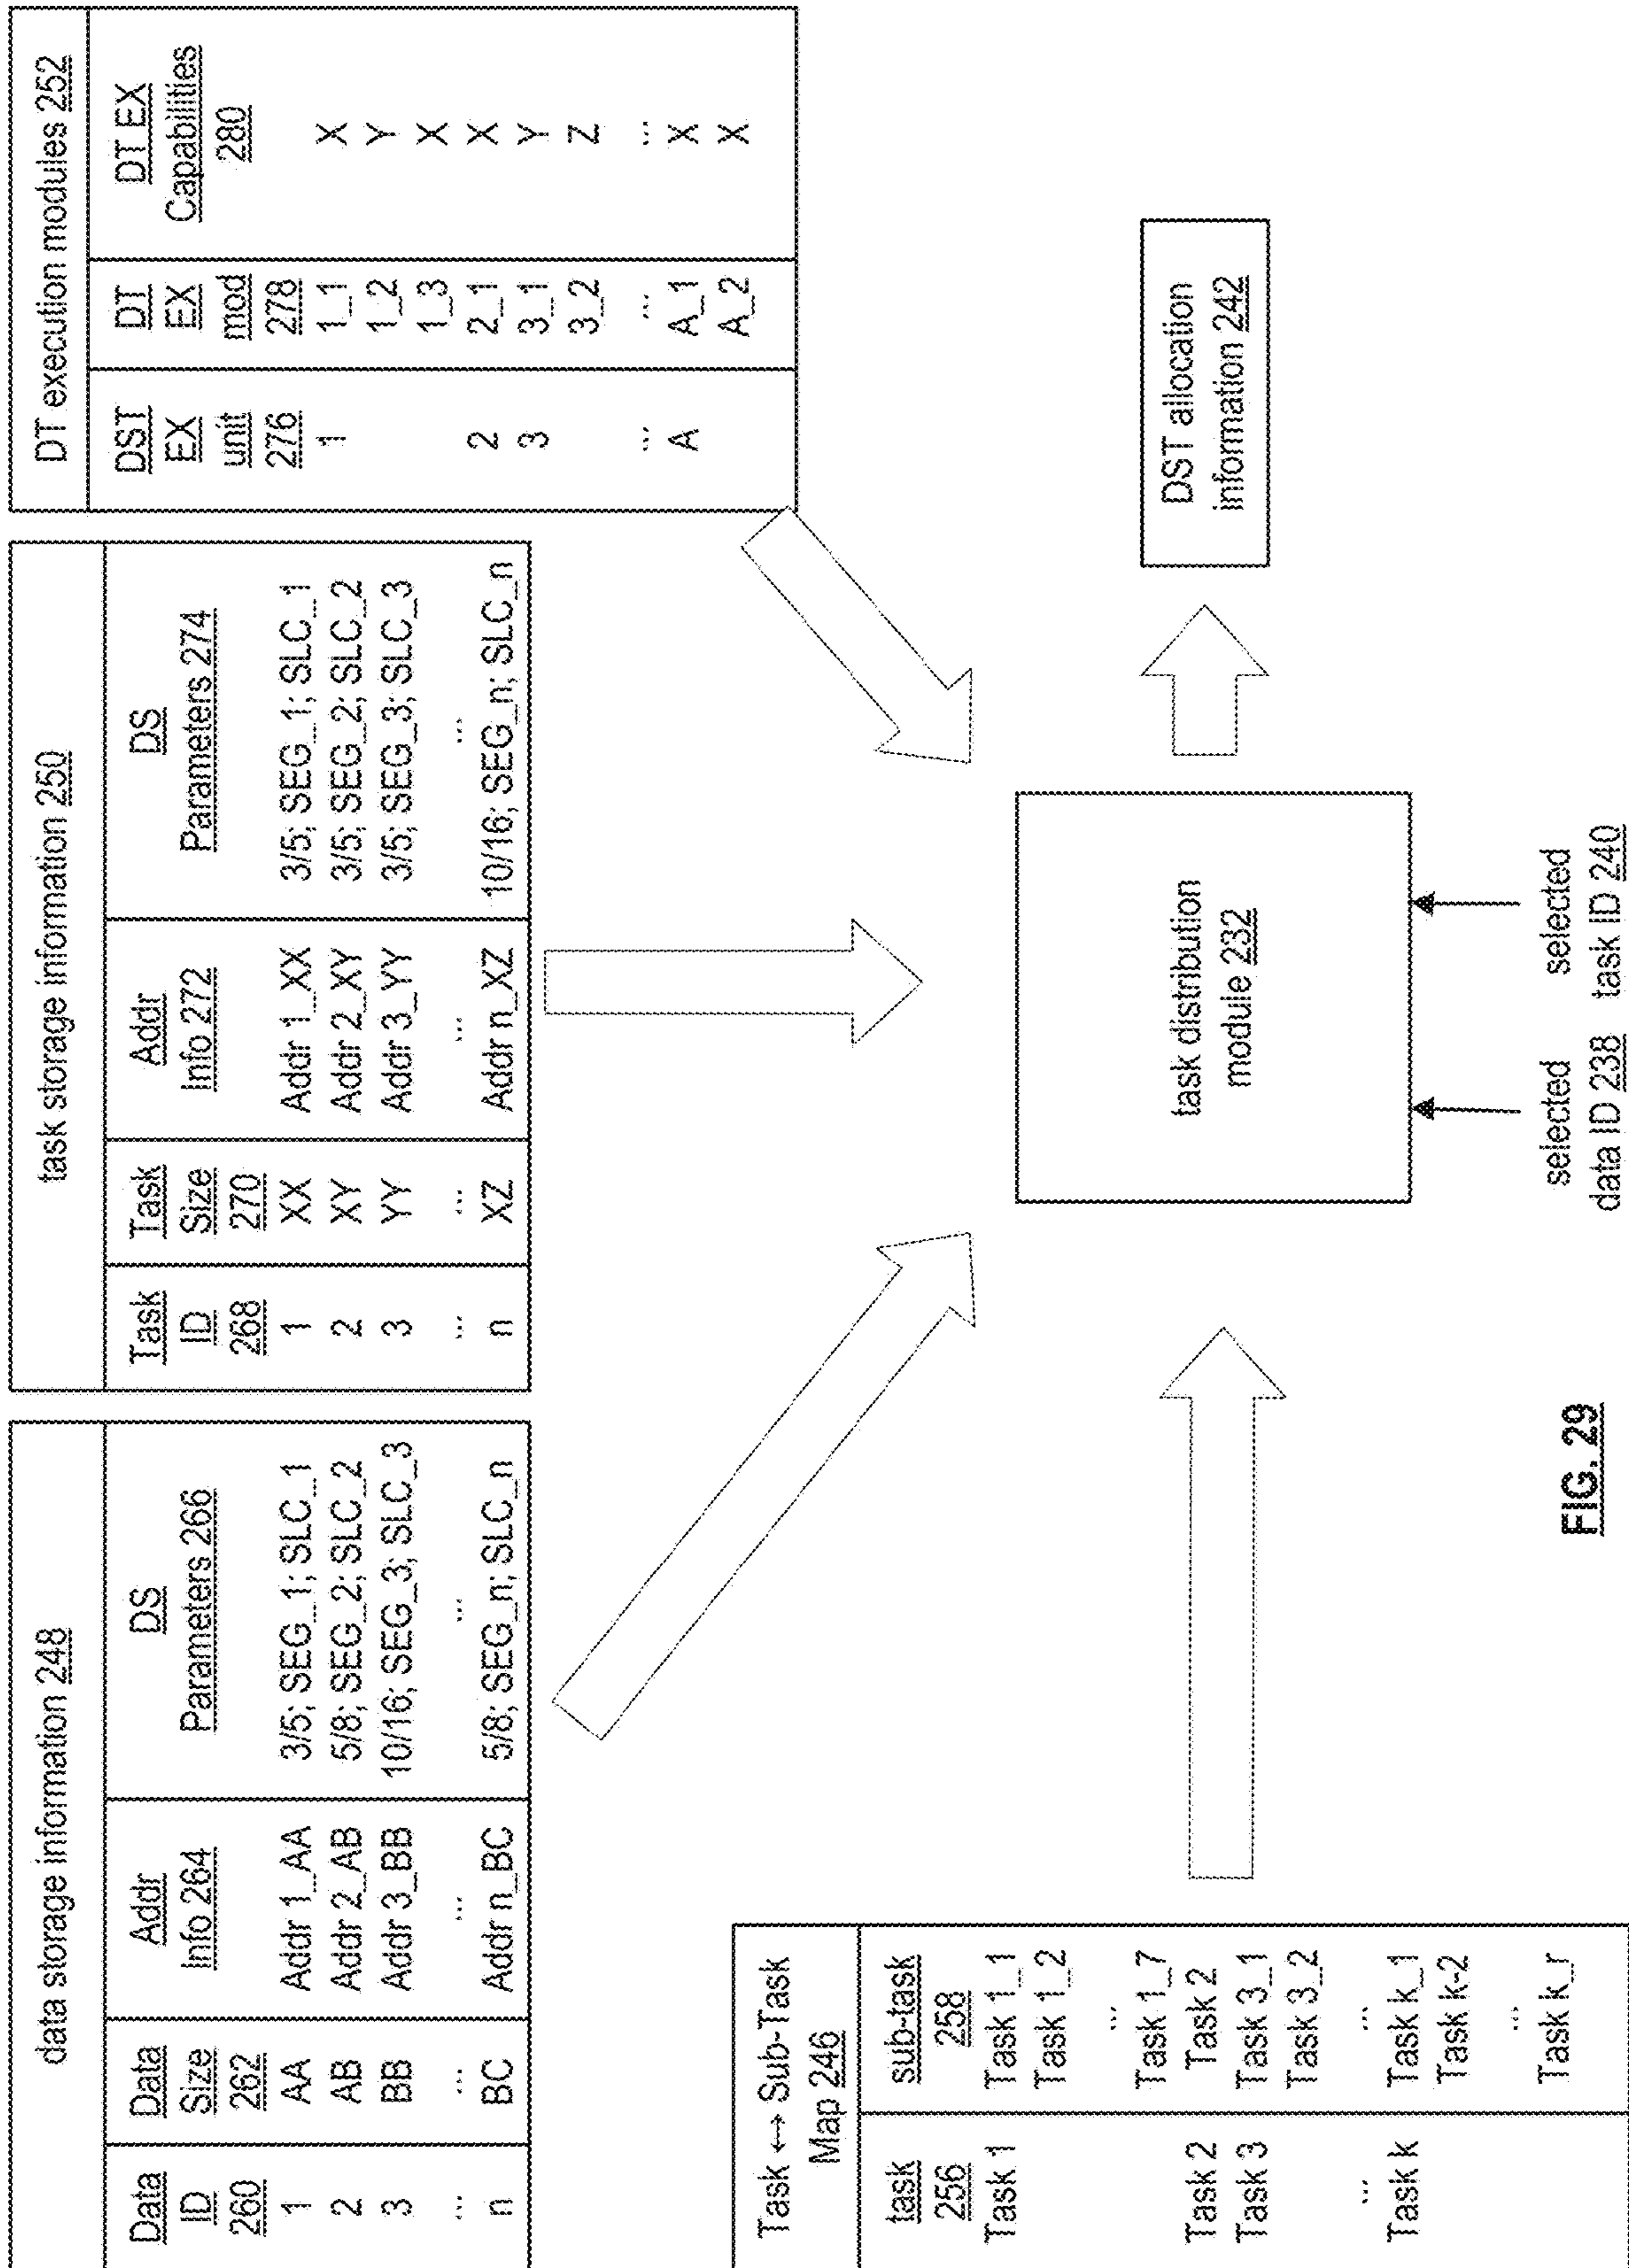 data storage information 248
Data ID 260 Data Size 262 Addr Info 264 DS Parameters 266
1 AA Addr 1_AA 3/5; SEG_1; SLC_1
2 AB Addr 2_AB 5/8; SEG_2; SLC_2
3 BB Addr 3_BB 10/16; SEG_3; SLC_3
... ... ... ...
n BC Addr n_BC 5/8; SEG_n; SLC_n
task storage information 250
Task ID 268 Task Size 270 Addr Info 272 DS Parameters 274
1 XX Addr 1_XX 3/5; SEG_1; SLC_1
2 XY Addr 2_XY 3/5; SEG_2; SLC_2
3 YY Addr 3_YY 3/5; SEG_3; SLC_3
... ... ... ...
n XZ Addr n_XZ 10/16; SEG_n; SLC_n
DT execution modules 252
DST EX unit 276 DT EX mod 278 DT EX Capabilities 280
1 1_1 X
1_2 Y
1_3 X
2 2_1 X
3 3_1 Y
3_2 Z
... ... ...
A A_1 X
A_2 X
Task ↔ Sub-Task
Map 246
task 256 sub-task 258
Task 1 Task 1_1
Task 1_2
...
Task 1_7
Task 2 Task 2
Task 3 Task 3_1
Task 3_2
... ...
Task k Task k_1
Task k-2
...
Task k_r
task distribution
module 232
DST allocation
information 242
selected
data ID 238
selected
task ID 240
FIG. 29